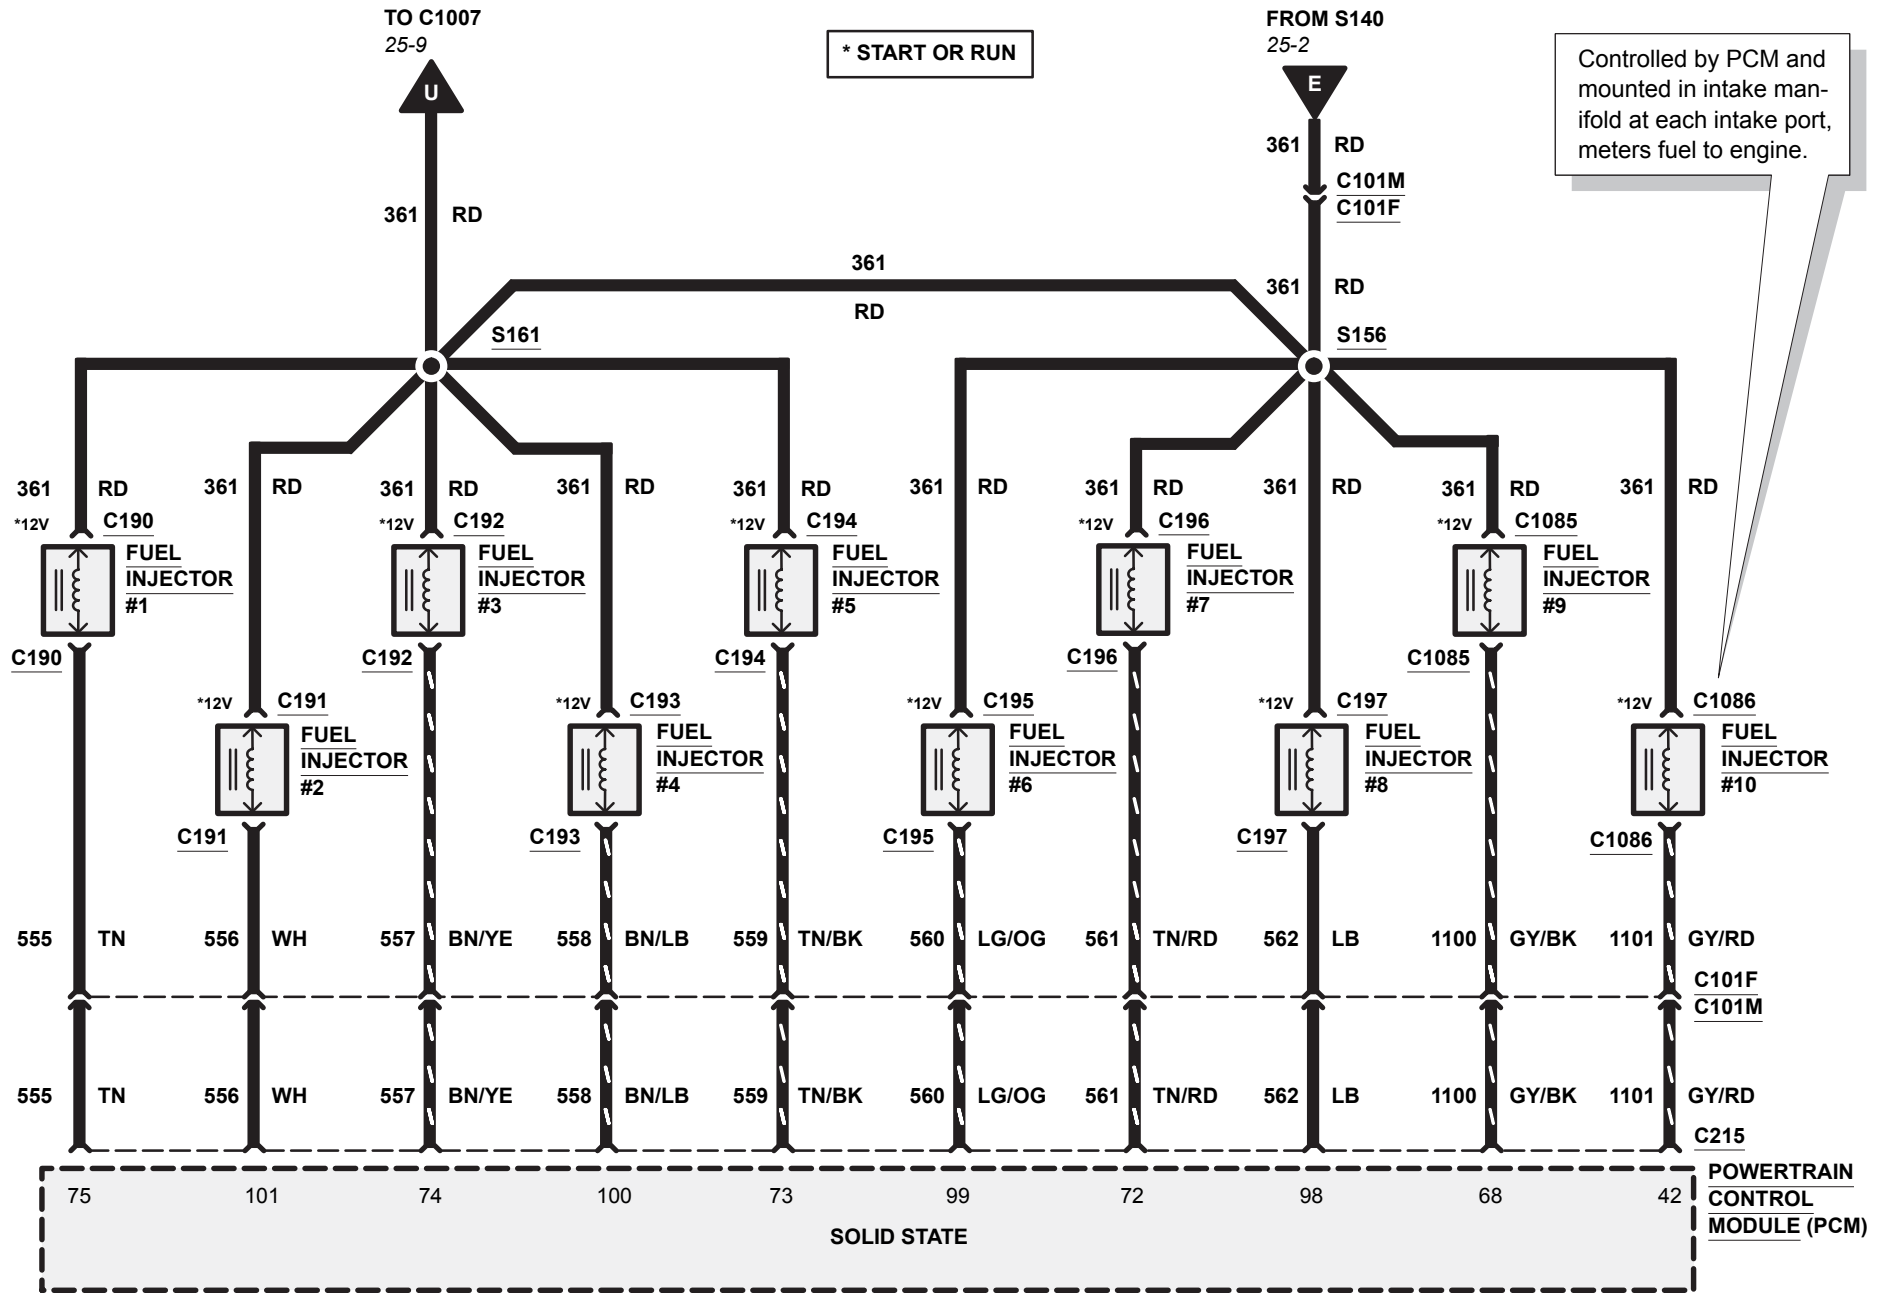 TO C1007
25-9
U
* START OR RUN
FROM S140
25-2
E
Controlled by PCM and
mounted in intake man-
ifold at each intake port,
meters fuel to engine.
361 RD
C101M
C101F
361 RD
361
RD
361 RD
S161
S156
361 RD 361 RD 361 RD 361 RD 361 RD 361 RD 361 RD 361 RD 361 RD 361 RD
*12V C190 *12V C192 *12V C194 *12V C196 *12V C1085
FUEL FUEL FUEL FUEL FUEL
INJECTOR INJECTOR INJECTOR INJECTOR INJECTOR
#1 #3 #5 #7 #9
C190 C192 C194 C196 C1085
*12V C191 *12V C193 *12V C195 *12V C197 *12V C1086
FUEL FUEL FUEL FUEL FUEL
INJECTOR INJECTOR INJECTOR INJECTOR INJECTOR
#2 #4 #6 #8 #10
C191 C193 C195 C197 C1086
555 TN 556 WH 557 BN/YE 558 BN/LB 559 TN/BK 560 LG/OG 561 TN/RD 562 LB 1100 GY/BK 1101 GY/RD
C101F
C101M
555 TN 556 WH 557 BN/YE 558 BN/LB 559 TN/BK 560 LG/OG 561 TN/RD 562 LB 1100 GY/BK 1101 GY/RD
C215
75 101 74 100 73 99 72 98 68 42
SOLID STATE
POWERTRAIN
CONTROL
MODULE (PCM)